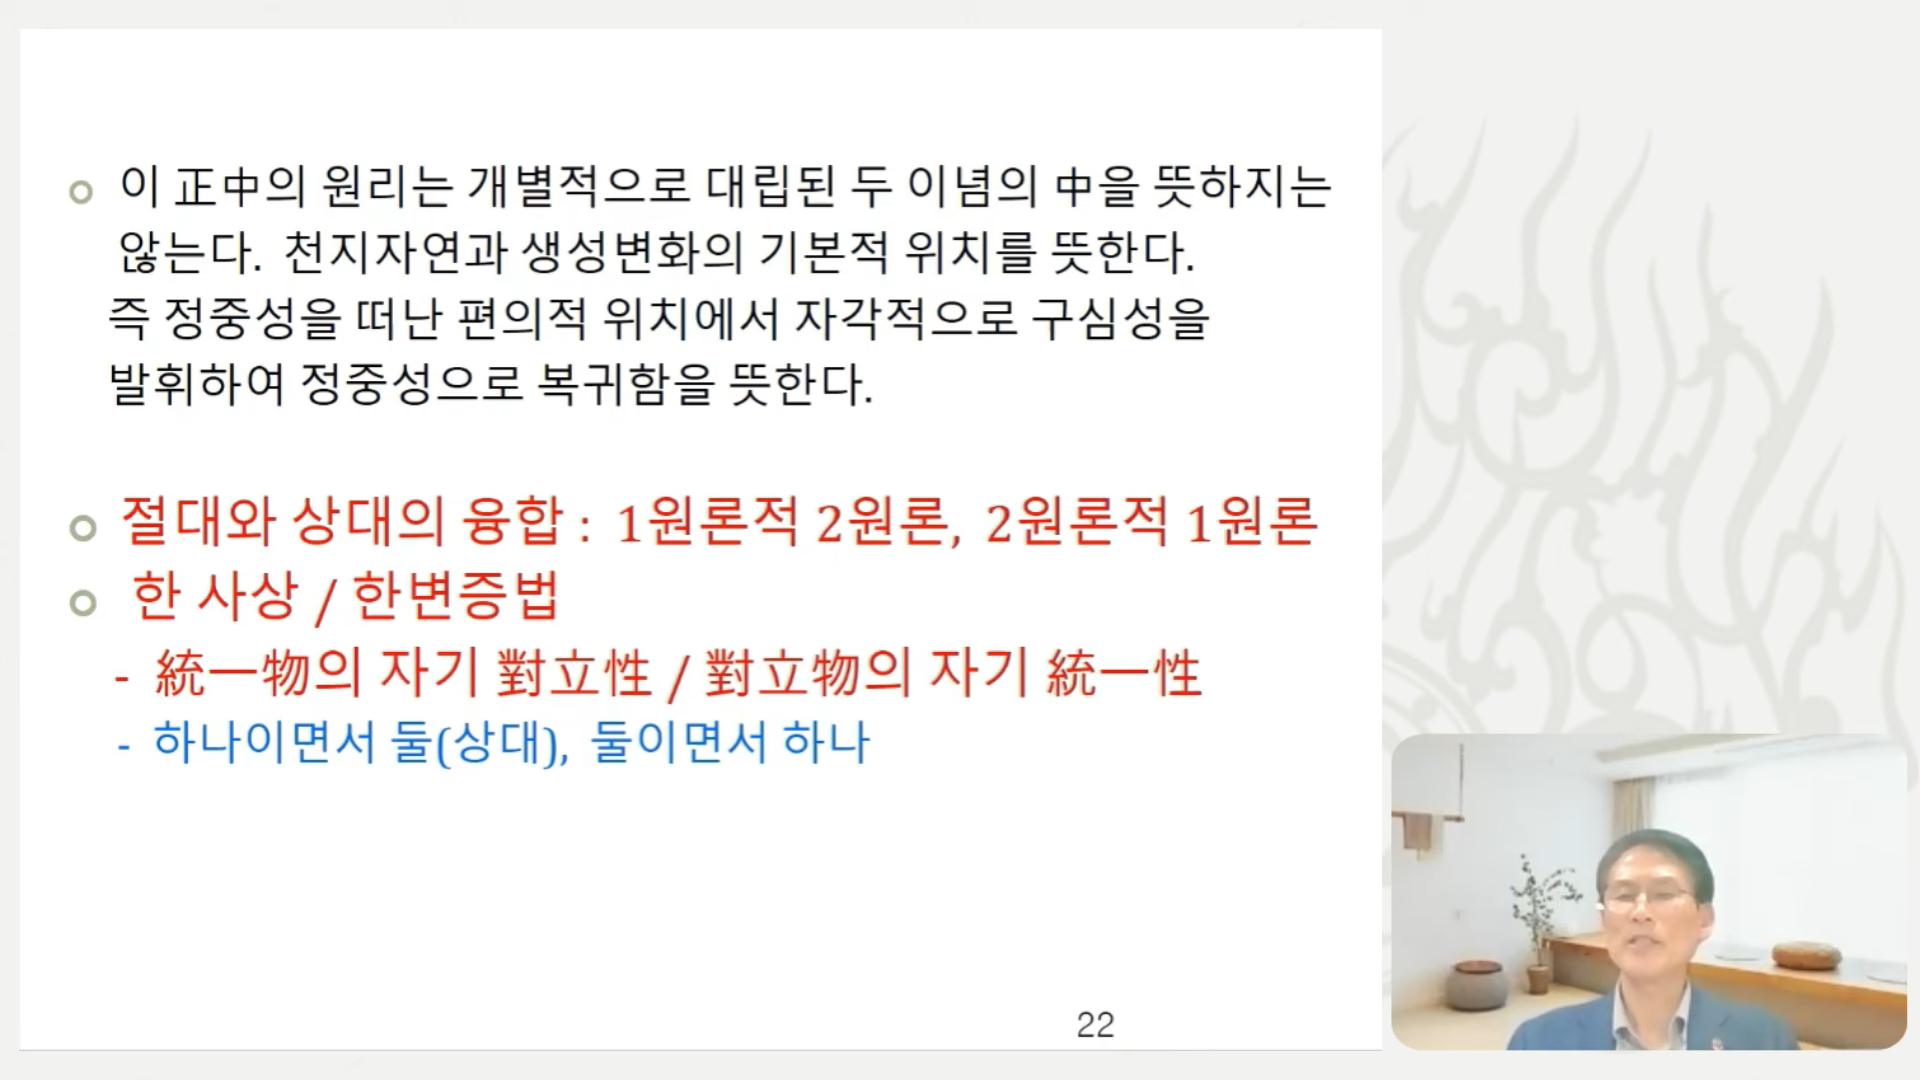 이 正中의 원리는 개별적으로 대립된 두 이념의 中을 뜻하지는
않는다. 천지자연과 생성변화의 기본적 위치를 뜻한다.
즉 정중성을 떠난 편의적 위치에서 자각적으로 구심성을
발휘하여 정중성으로 복귀함을 뜻한다.
절대와 상대의 융합 : 1원론적 2원론, 2원론적 1원론
한 사상 / 한변증법
- 統一物의 자기 對立性 / 對立物의 자기 統一性
- 하나이면서 둘(상대), 둘이면서 하나
22